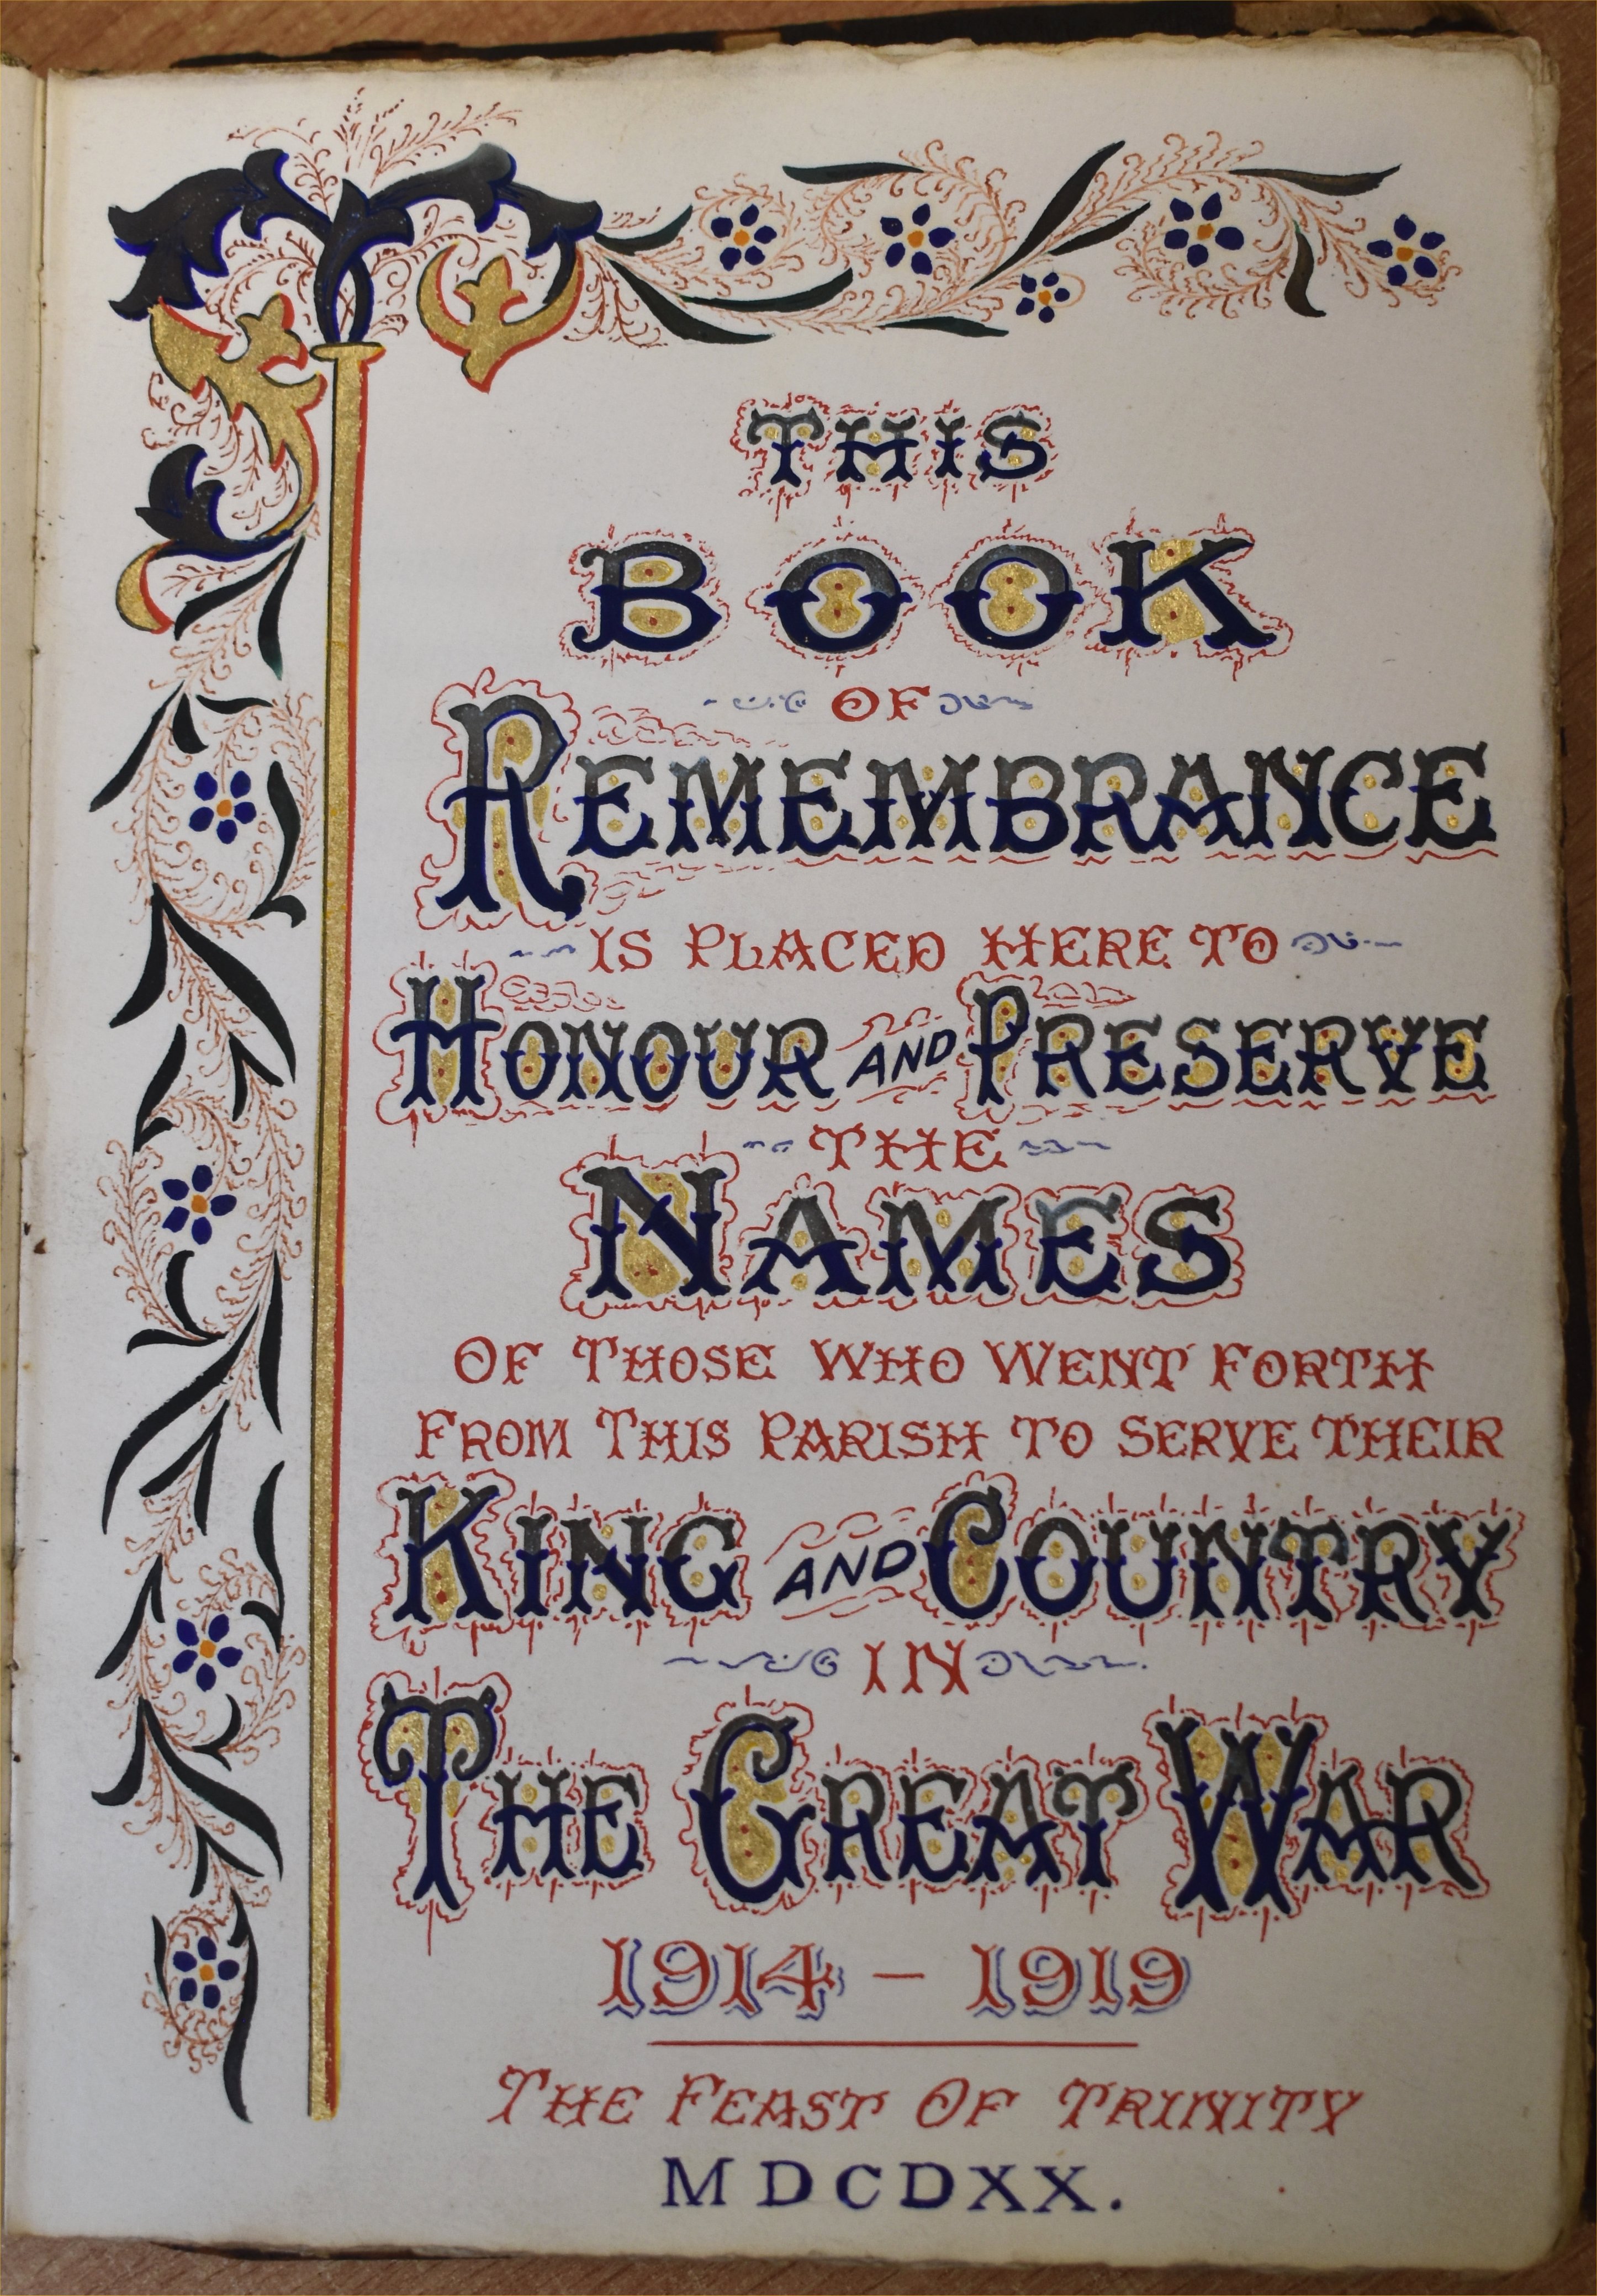 THIS
BOOK
OF
REMEMBRANCE
IS PLACED HERE TO
HONOUR AND PRESERVE
THE
NAMES
OF THOSE WHO WENT FORTH
FROM THIS PARISH TO SERVE THEIR
KING AND COUNTRY
IN
THE GREAT WAR
1914 – 1919
THE FEAST OF TRINITY
MDCDXX.